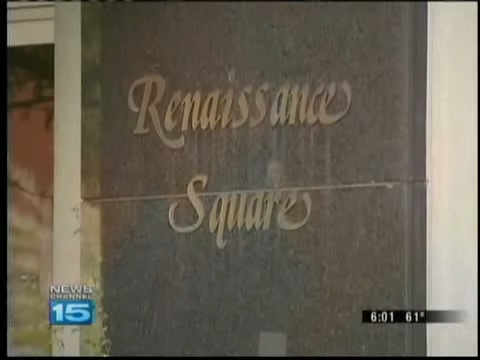 Renaissance
Square
NEWS
CHANNEL
15
6:01 61°